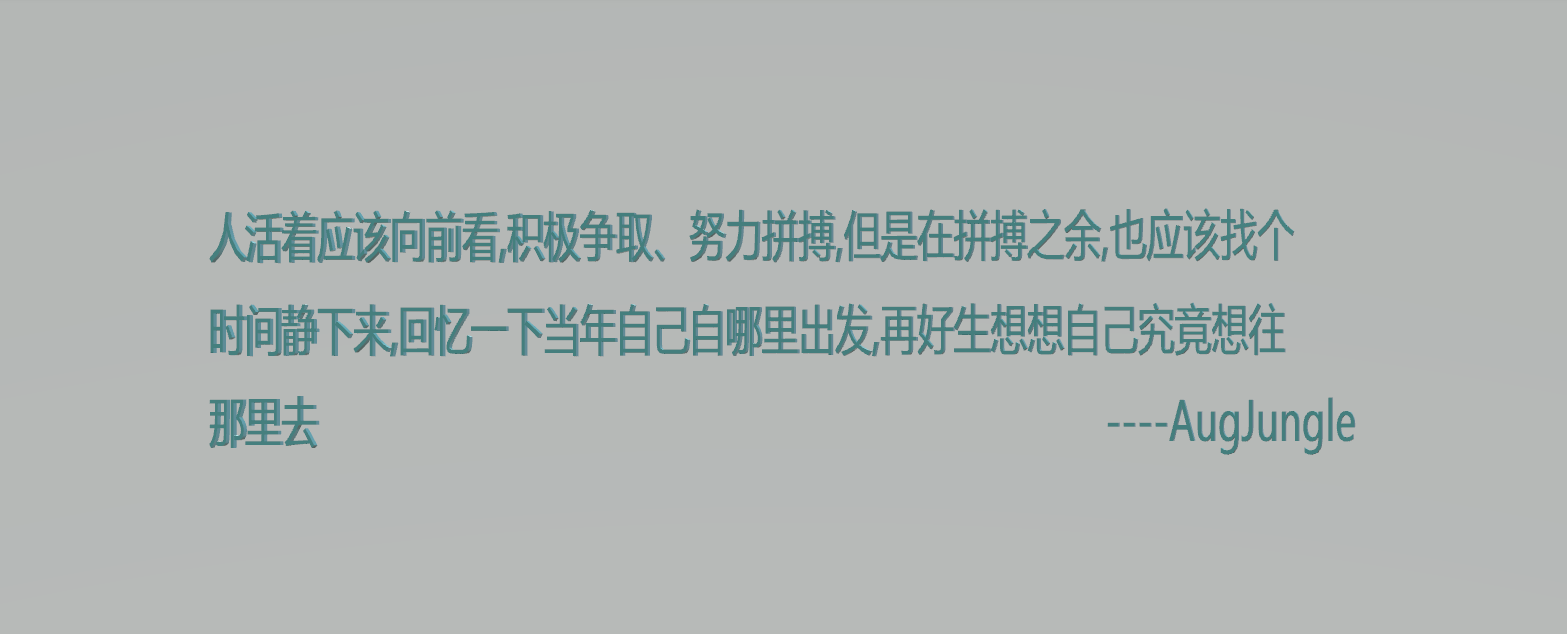 人活着应该向前看,积极争取、努力拼搏,但是在拼搏之余,也应该找个
时间静下来,回忆一下当年自己自哪里出发,再好生想想自己究竟想往
那里去 ----AugJungle